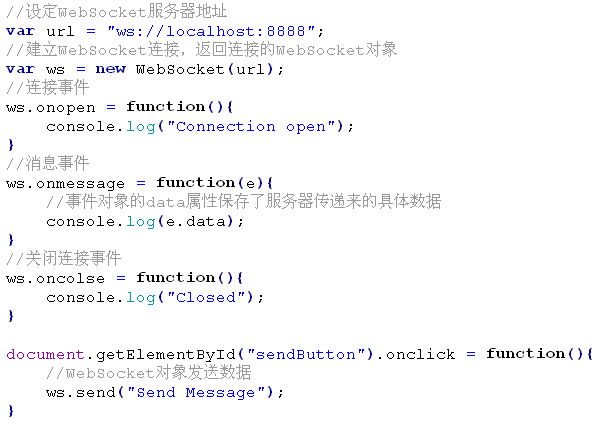 //设定WebSocket服务器地址
var url = "ws://localhost:8888";
//建立WebSocket连接，返回连接的WebSocket对象
var ws = new WebSocket(url);
//连接事件
ws.onopen = function(){
    console.log("Connection open");
}
//消息事件
ws.onmessage = function(e){
    //事件对象的data属性保存了服务器传递来的具体数据
    console.log(e.data);
}
//关闭连接事件
ws.oncolse = function(){
    console.log("Closed");
}

document.getElementById("sendButton").onclick = function(){
    //WebSocket对象发送数据
    ws.send("Send Message");
}